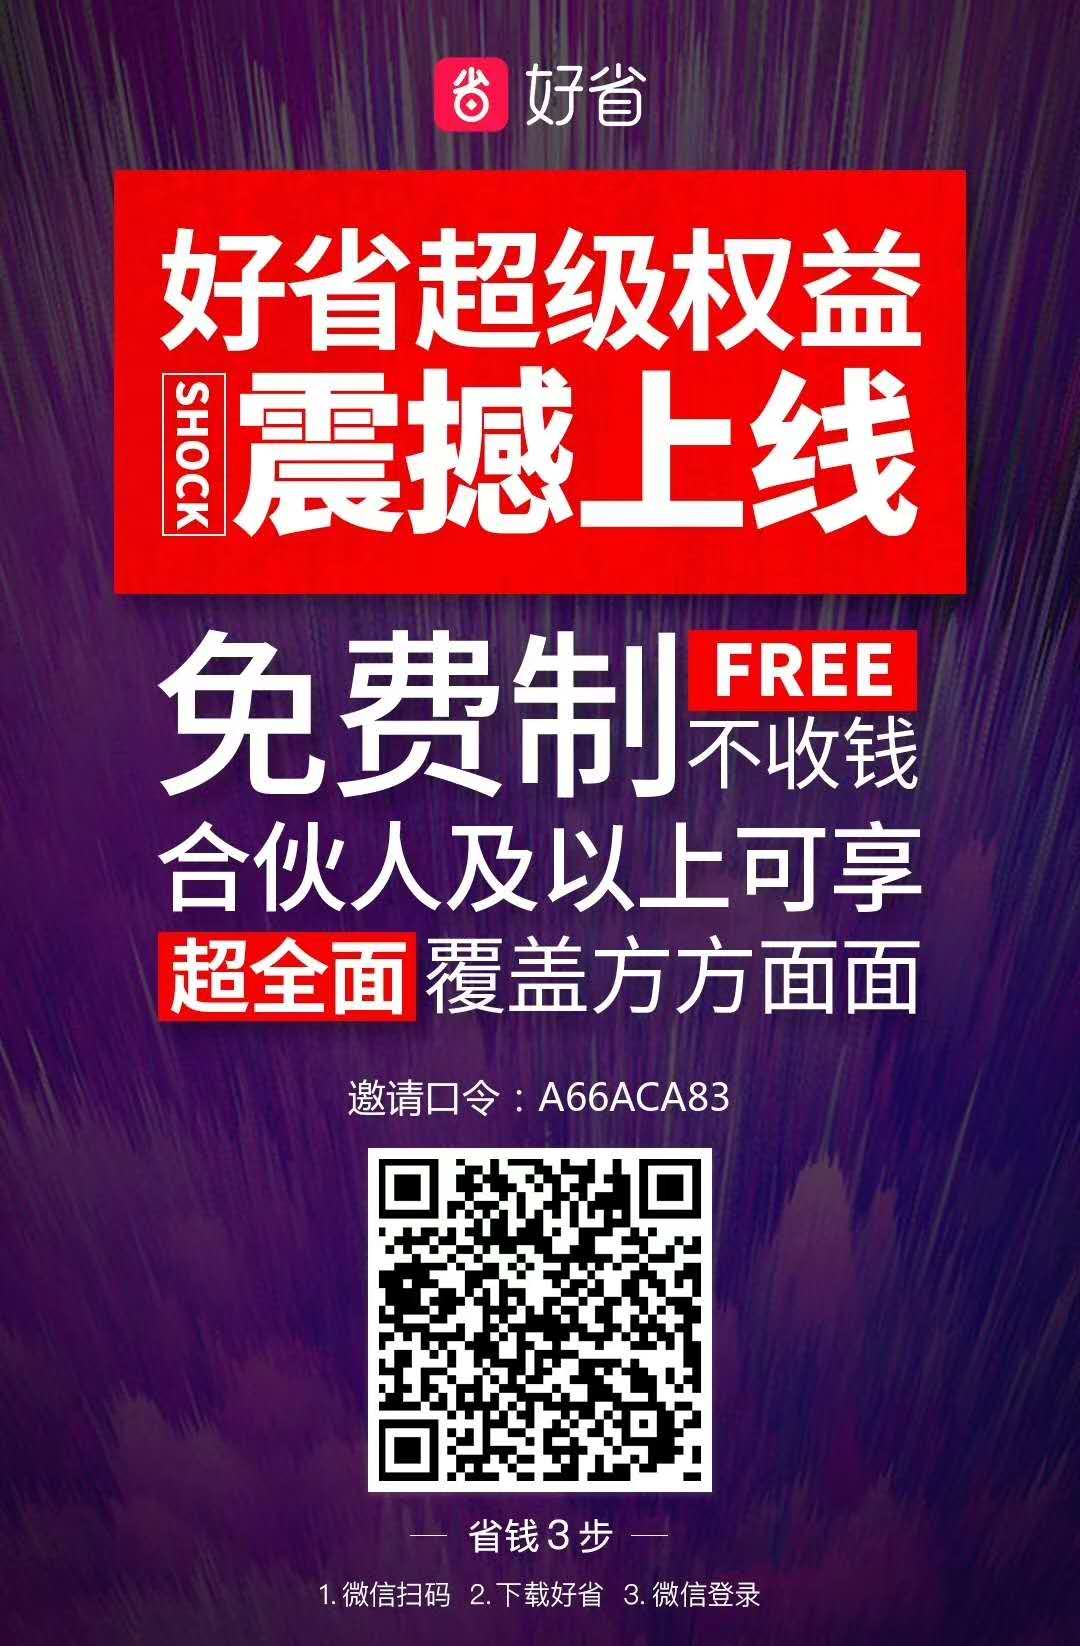 省 好省
好省超级权益
SHOCK 震撼上线
免费制 FREE
不收钱
合伙人及以上可享
超全面 覆盖方方面面
邀请口令：A66ACA83
省钱3步
1. 微信扫码 2. 下载好省 3. 微信登录